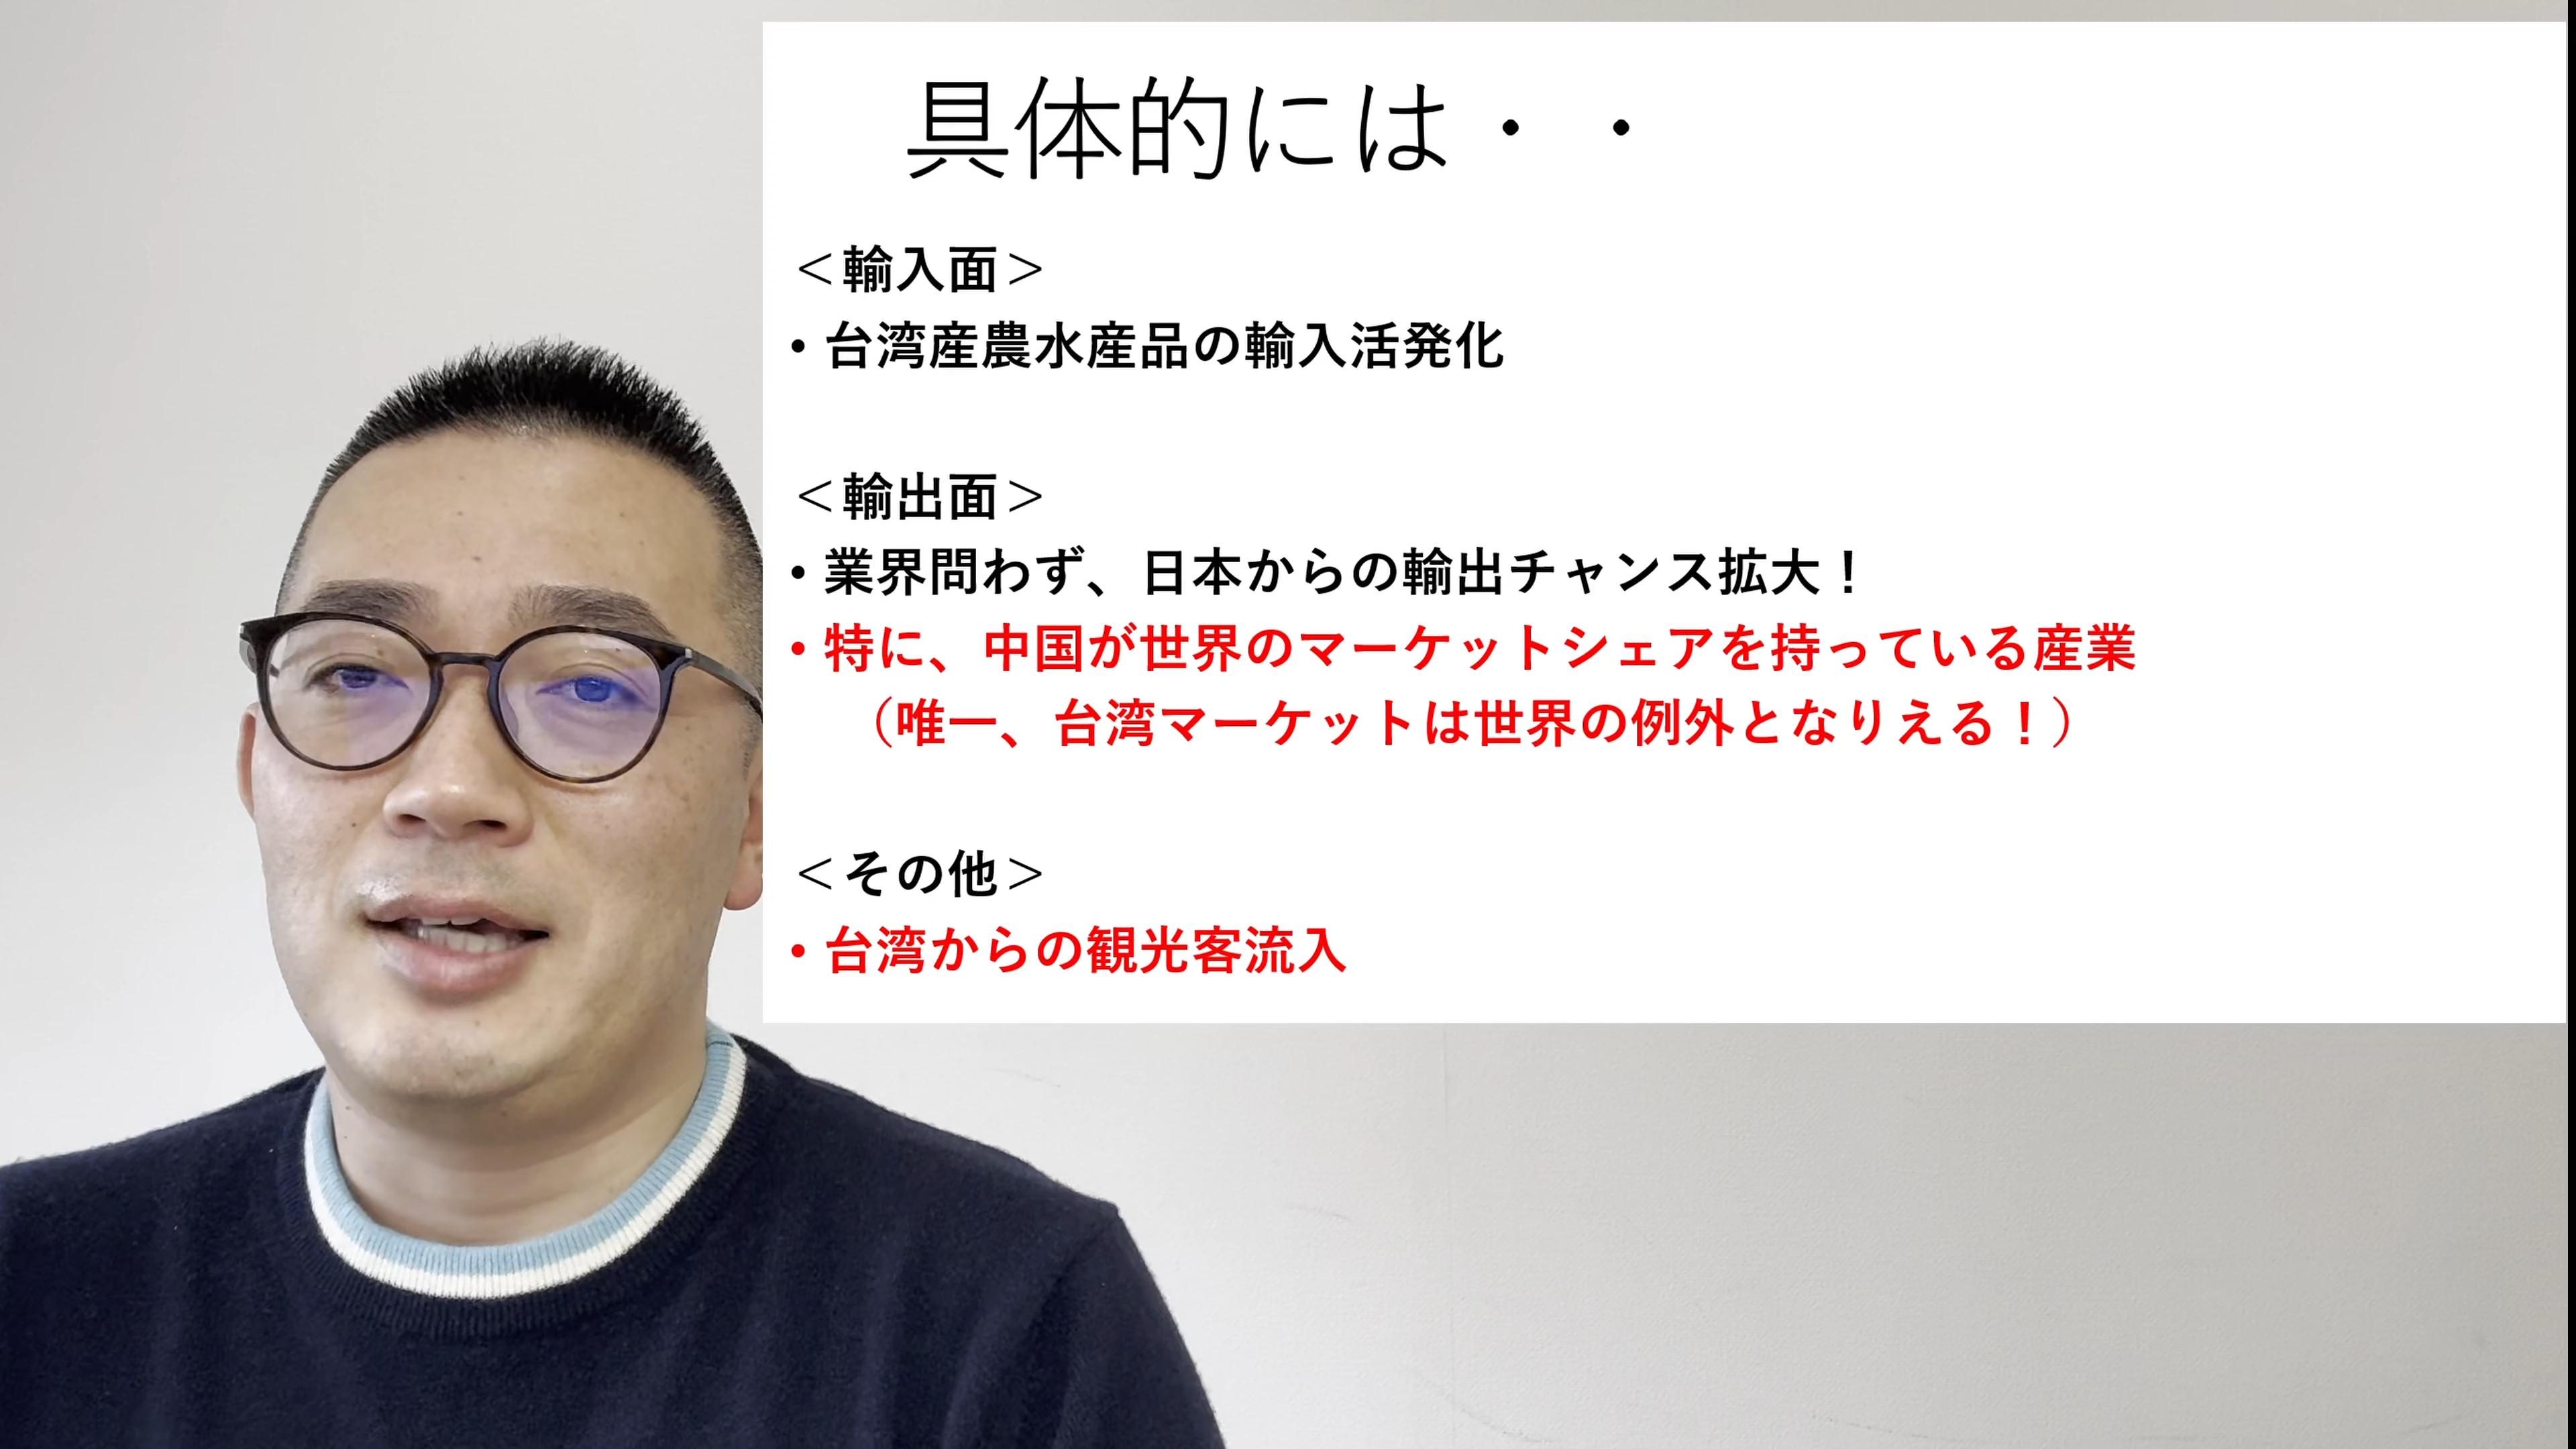 具体的には・・
＜輸入面＞
・台湾産農水産品の輸入活発化
＜輸出面＞
・業界問わず、日本からの輸出チャンス拡大！
・特に、中国が世界のマーケットシェアを持っている産業
（唯一、台湾マーケットは世界の例外となりえる！）
＜その他＞
・台湾からの観光客流入